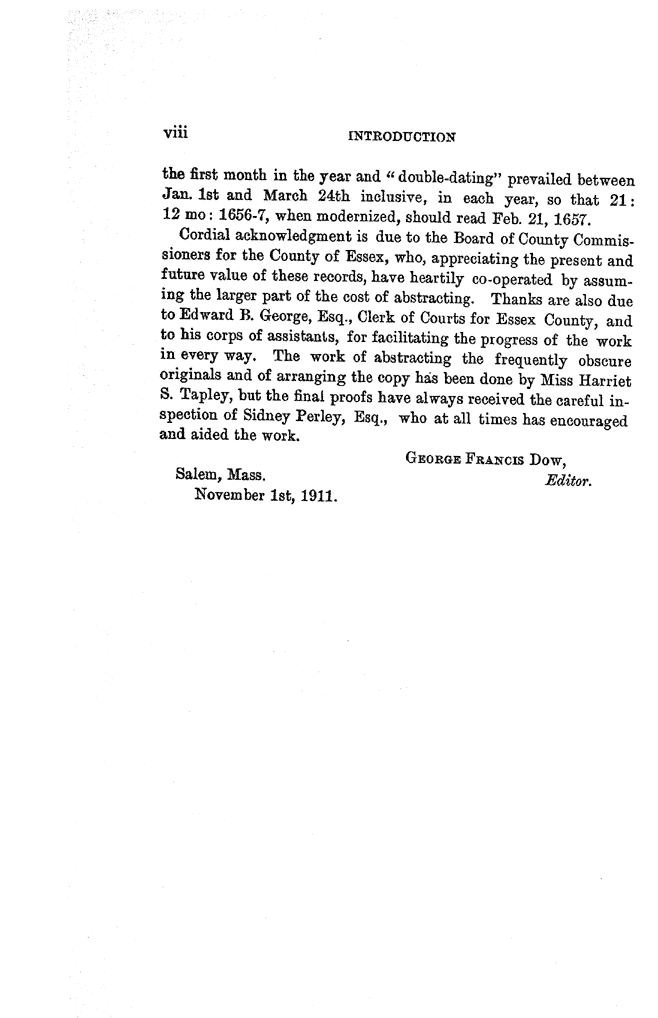 viii INTRODUCTION
the first month in the year and “ double-dating” prevailed between
Jan. 1st and March 24th inclusive, in each year, so that 21:
12 mo: 1656-7, when modernized, should read Feb. 21, 1657.
Cordial acknowledgment is due to the Board of County Commis-
sioners for the County of Essex, who, appreciating the present and
future value of these records, have heartily co-operated by assum-
ing the larger part of the cost of abstracting. Thanks are also due
to Edward B. George, Esq., Clerk of Courts for Essex County, and
to his corps of assistants, for facilitating the progress of the work
in every way. The work of abstracting the frequently obscure
originals and of arranging the copy has been done by Miss Harriet
S. Tapley, but the final proofs have always received the careful in-
spection of Sidney Perley, Esq., who at all times has encouraged
and aided the work.
GEORGE FRANCIS DOW,
Salem, Mass. Editor.
November 1st, 1911.